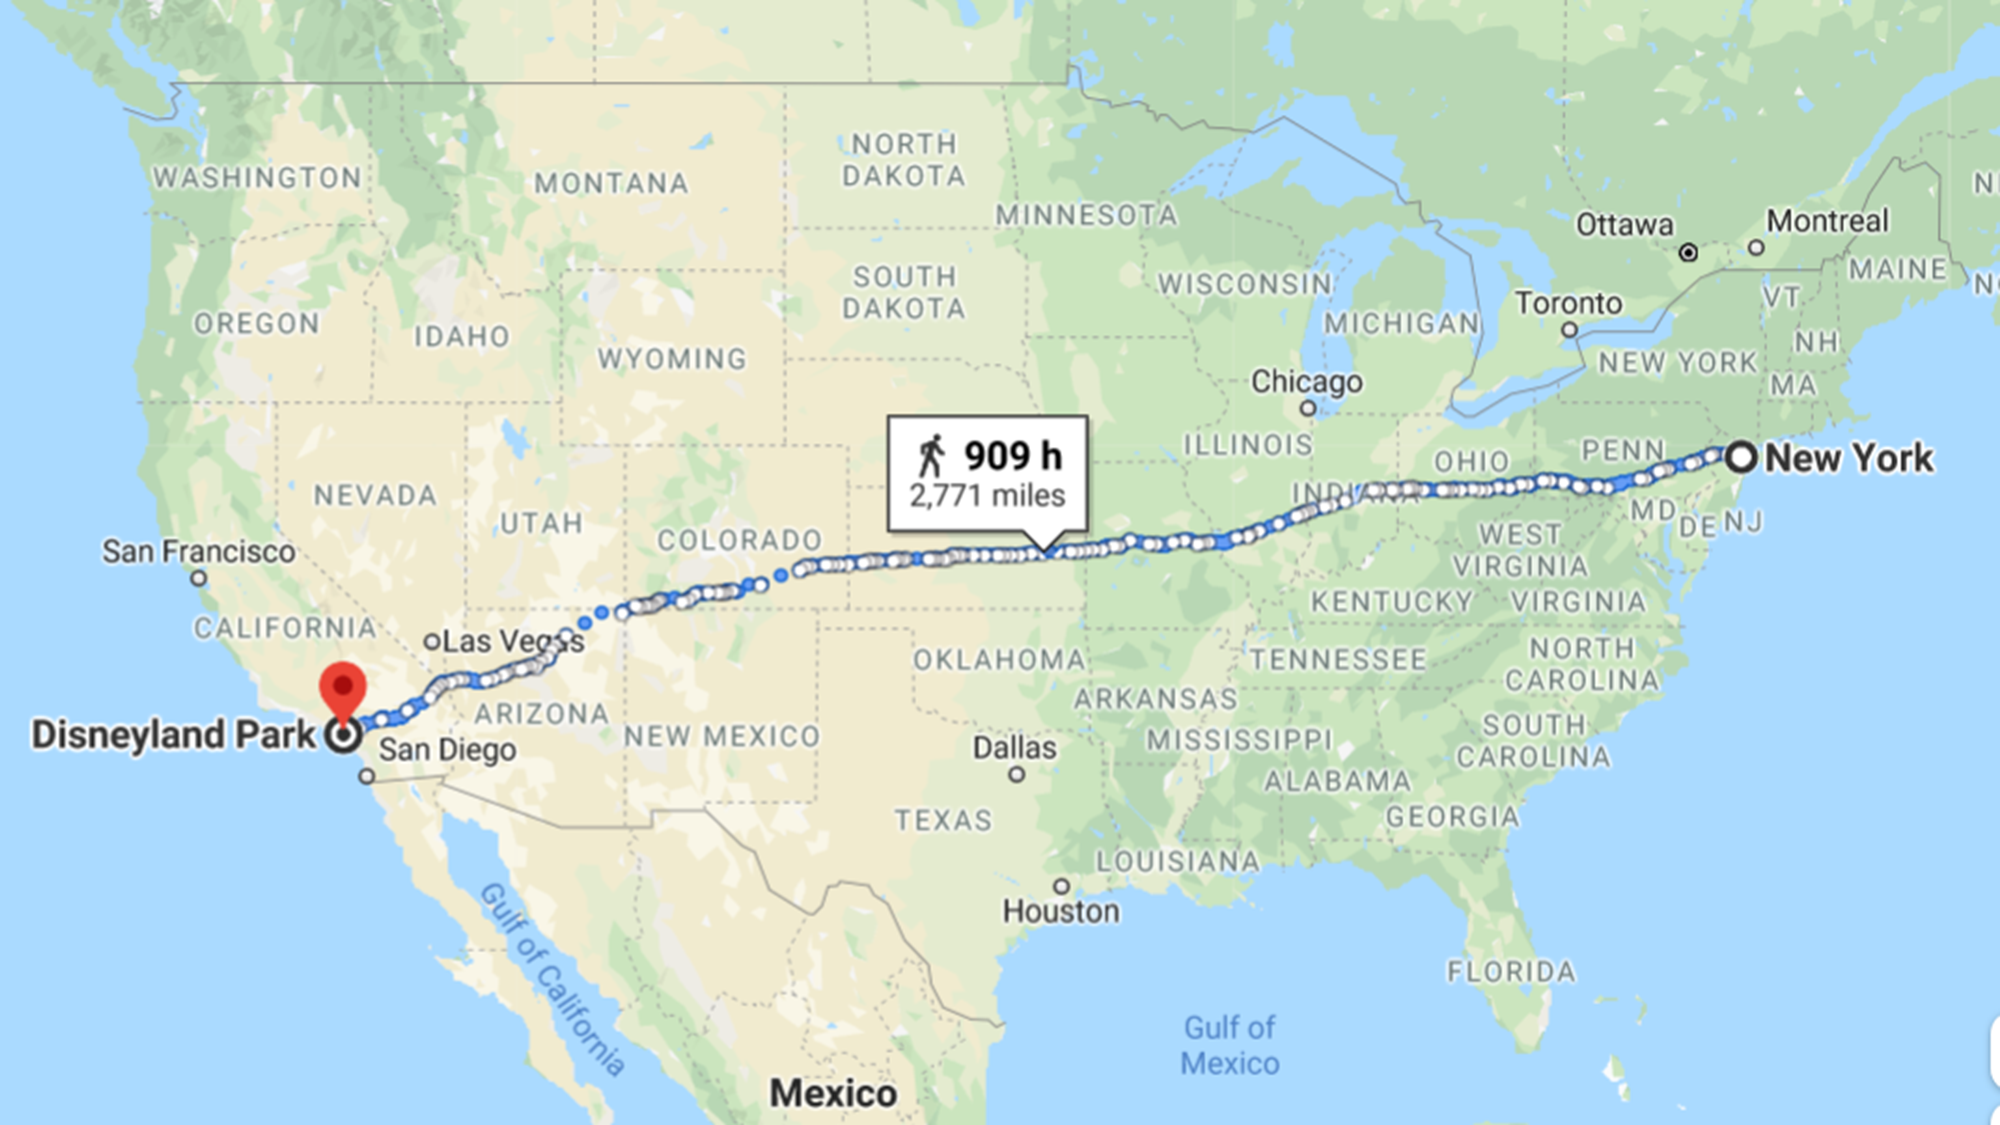 NORTH
DAKOTA
WASHINGTON
MONTANA
MINNESOTA
Ottawa
Montreal
MAINE
SOUTH
DAKOTA
WISCONSIN
VT
Toronto
OREGON
IDAHO
MICHIGAN
NH
WYOMING
NEW YORK
MA
Chicago
ILLINOIS
909 h
2,771 miles
OHIO
PENN
New York
NEVADA
INDIANA
MD
DE
NJ
UTAH
COLORADO
San Francisco
WEST
VIRGINIA
KENTUCKY
VIRGINIA
CALIFORNIA
Las Vegas
OKLAHOMA
TENNESSEE
NORTH
CAROLINA
ARKANSAS
ARIZONA
NEW MEXICO
Disneyland Park
San Diego
Dallas
MISSISSIPPI
SOUTH
CAROLINA
ALABAMA
TEXAS
GEORGIA
LOUISIANA
Houston
Gulf of California
FLORIDA
Gulf of
Mexico
Mexico